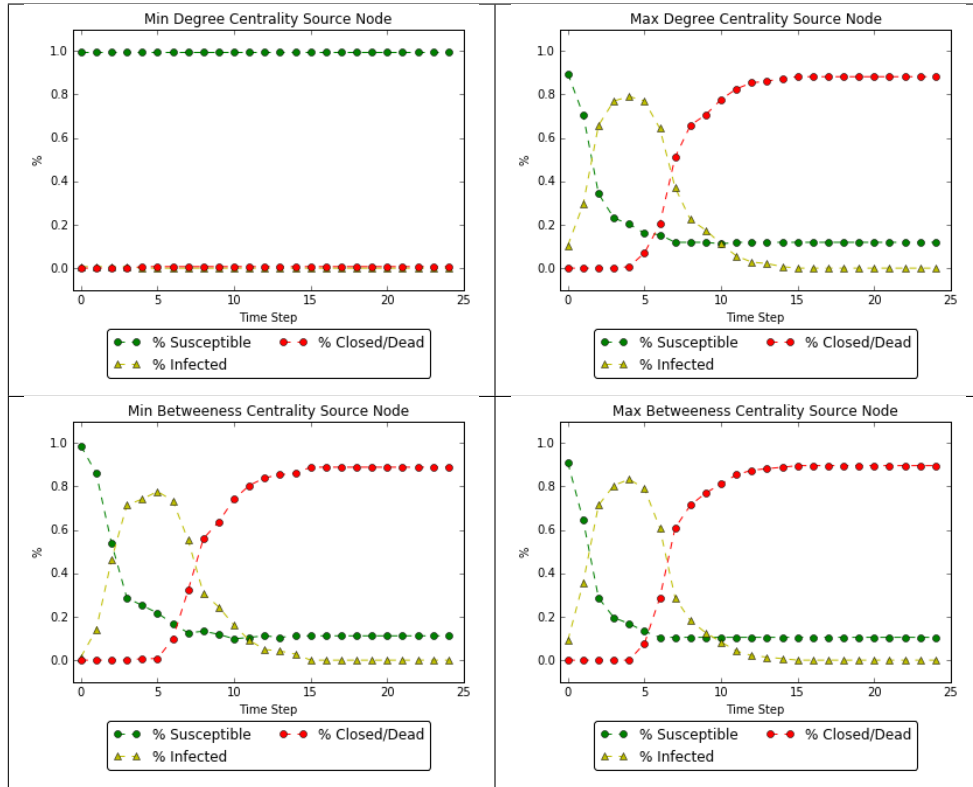 Min Degree Centrality Source Node
1.0
0.8
0.6
0.4
0.2
0.0
%
0 5 10 15 20 25
Time Step
% Susceptible % Closed/Dead
% Infected
Max Degree Centrality Source Node
1.0
0.8
0.6
0.4
0.2
0.0
%
0 5 10 15 20 25
Time Step
% Susceptible % Closed/Dead
% Infected
Min Betweeness Centrality Source Node
1.0
0.8
0.6
0.4
0.2
0.0
%
0 5 10 15 20 25
Time Step
% Susceptible % Closed/Dead
% Infected
Max Betweeness Centrality Source Node
1.0
0.8
0.6
0.4
0.2
0.0
%
0 5 10 15 20 25
Time Step
% Susceptible % Closed/Dead
% Infected